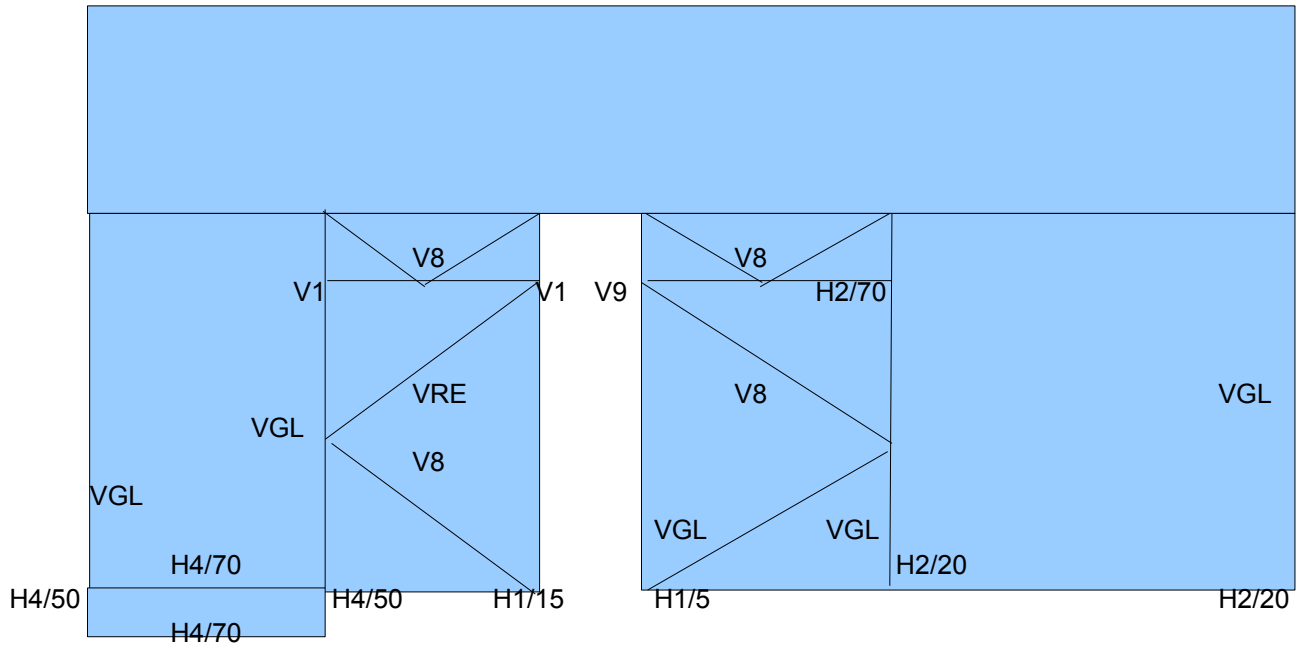 V8
V8
V1
V1
V9
H2/70
VRE
V8
VGL
VGL
V8
VGL
VGL
VGL
H4/70
H2/20
H4/50
H4/50
H1/15
H1/5
H2/20
H4/70